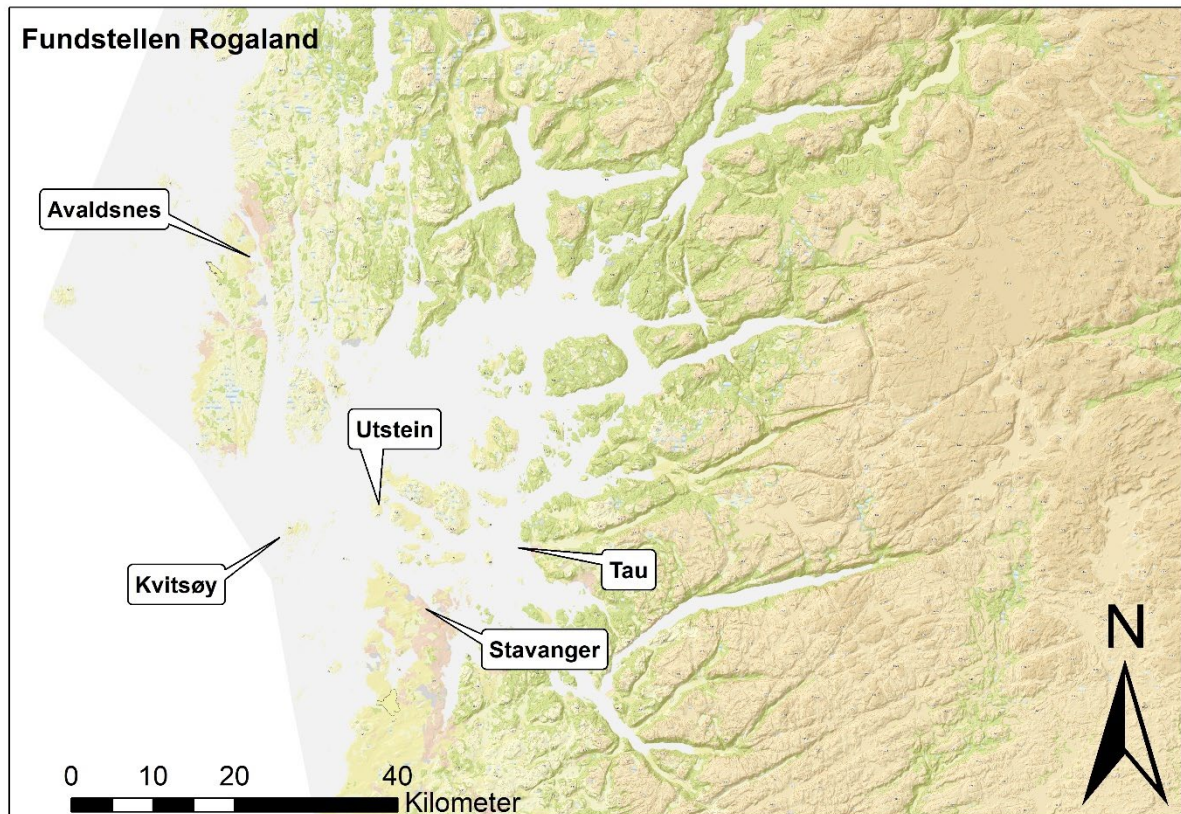 Fundstellen Rogaland
Avaldsnes
Utstein
Kvitsøy
Tau
Stavanger
N
0 10 20 40
Kilometer